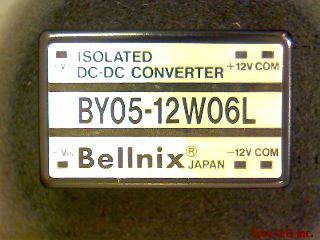 ISOLATED
DC-DC CONVERTER
+12V COM
BY05-12W06L
Bellnix® JAPAN
-12V COM